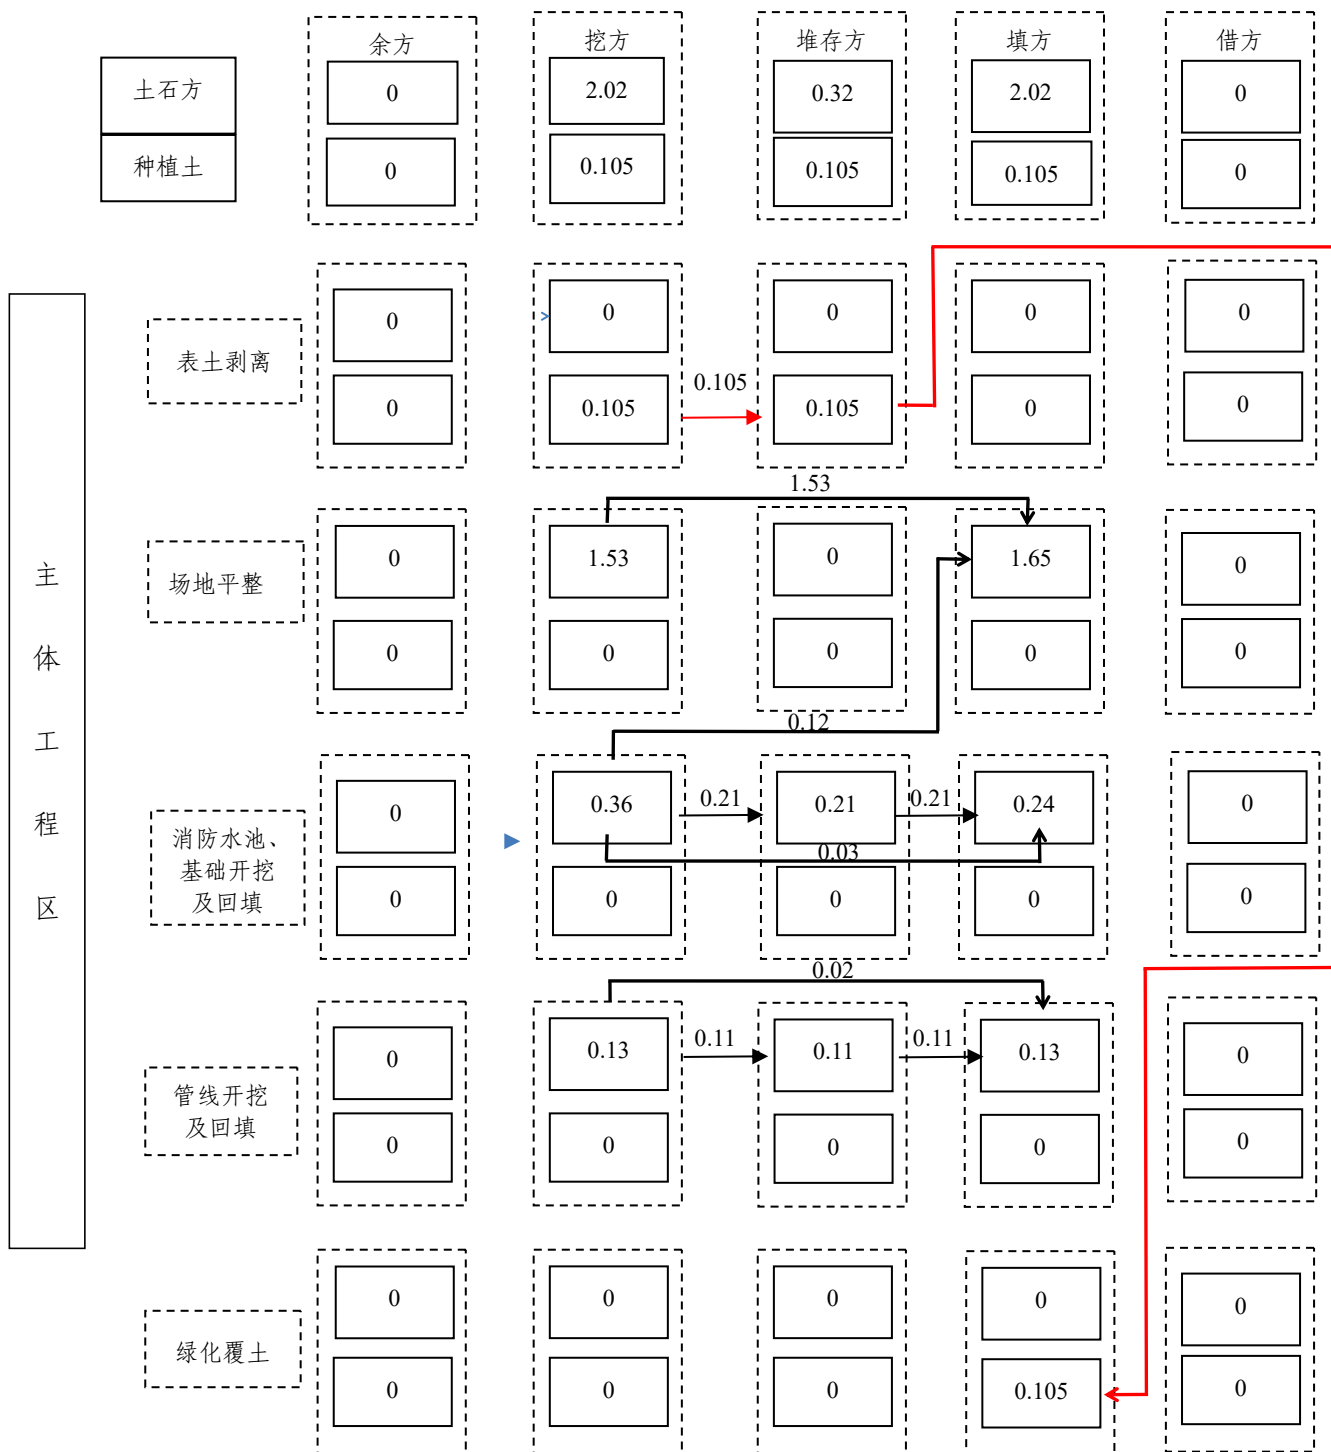 余方 挖方 堆存方 填方 借方
土石方 0 2.02 0.32 2.02 0
种植土 0 0.105 0.105 0.105 0
0 0 0 0 0
表土剥离
0.105
0 0.105 0.105 0 0
1.53
0 1.53 0 1.65 0
场地平整
0 0 0 0 0
0.12
0 0.36 0.21 0.21 0.21 0.24 0
消防水池、
基础开挖
及回填
0.03
0 0 0 0 0
0.02
0 0.13 0.11 0.11 0.11 0.13 0
管线开挖
及回填
0 0 0 0 0
0 0 0 0 0
绿化覆土
0 0 0 0.105 0
主
体
工
程
区